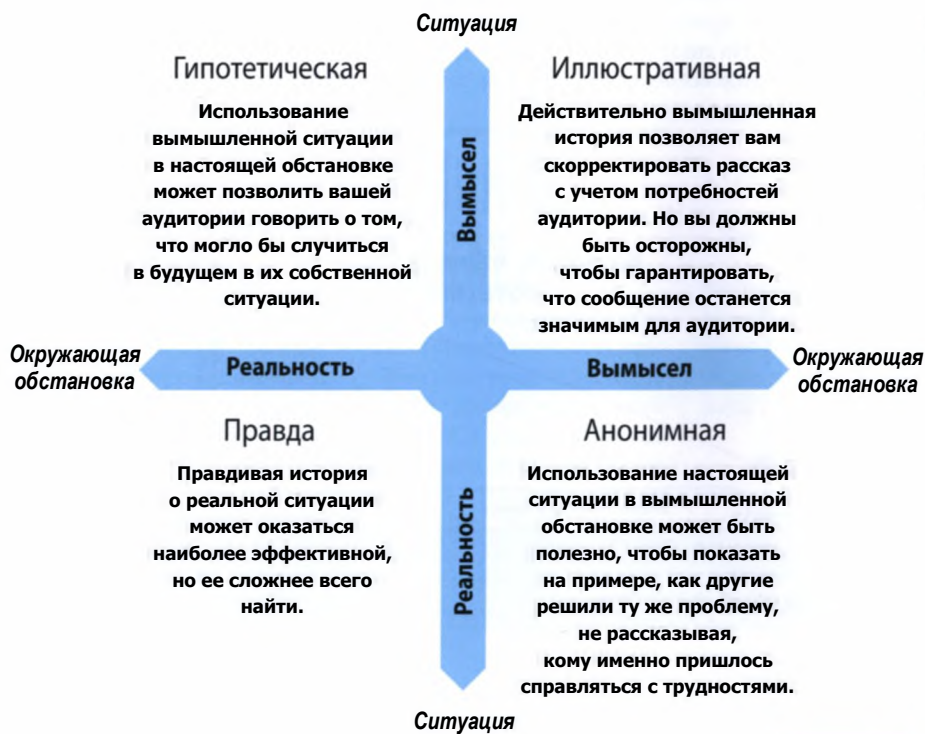 Ситуация
Гипотетическая
Использование
вымышленной ситуации
в настоящей обстановке
может позволить вашей
аудитории говорить о том,
что могло бы случиться
в будущем в их собственной
ситуации.
Вымысел
Иллюстративная
Действительно вымышленная
история позволяет вам
скорректировать рассказ
с учетом потребностей
аудитории. Но вы должны
быть осторожны,
чтобы гарантировать,
что сообщение останется
значимым для аудитории.
Окружающая
обстановка
Реальность
Вымысел
Окружающая
обстановка
Правда
Правдивая история
о реальной ситуации
может оказаться
наиболее эффективной,
но ее сложнее всего
найти.
Реальность
Анонимная
Использование настоящей
ситуации в вымышленной
обстановке может быть
полезно, чтобы показать
на примере, как другие
решили ту же проблему,
не рассказывая,
кому именно пришлось
справляться с трудностями.
Ситуация